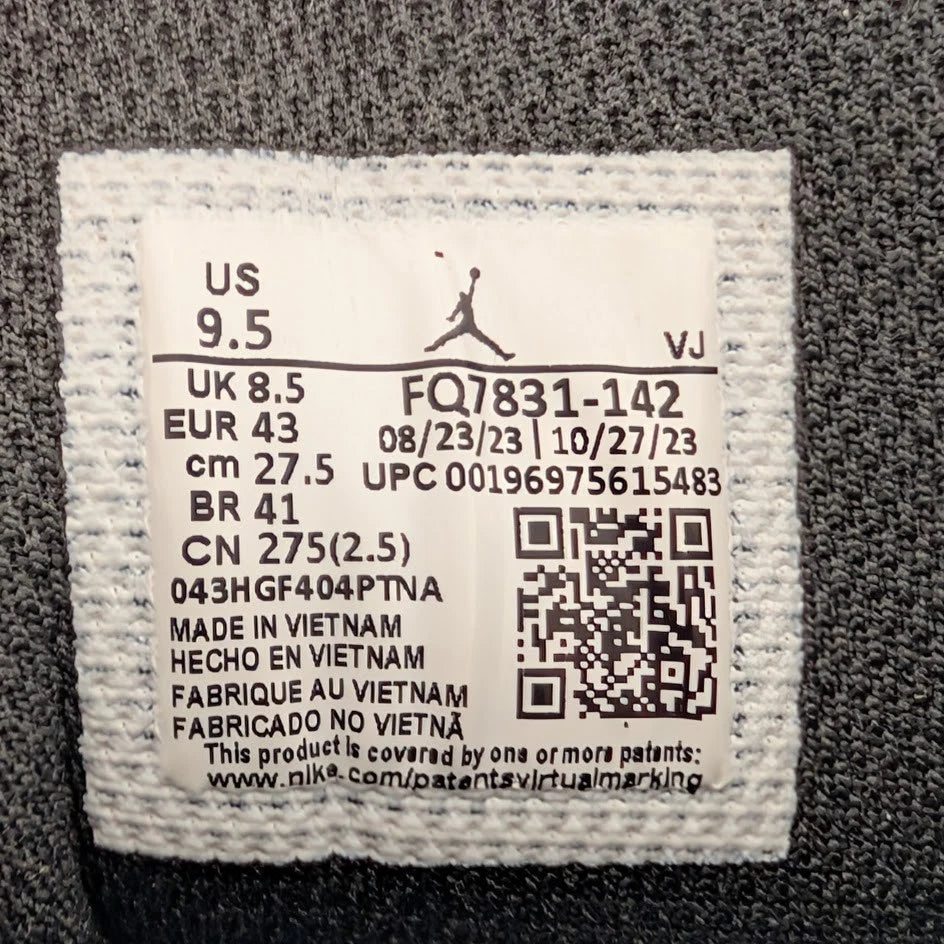 US
9.5
VJ
UK 8.5
FQ7831-142
EUR 43
08/23/23 | 10/27/23
cm 27.5
UPC 00196975615483
BR 41
CN 275(2.5)
043HGF404PTNA
MADE IN VIETNAM
HECHO EN VIETNAM
FABRIQUE AU VIETNAM
FABRICADO NO VIETNÃ
This product is covered by one or more patents:
www.nike.com/patentsvirtualmarking